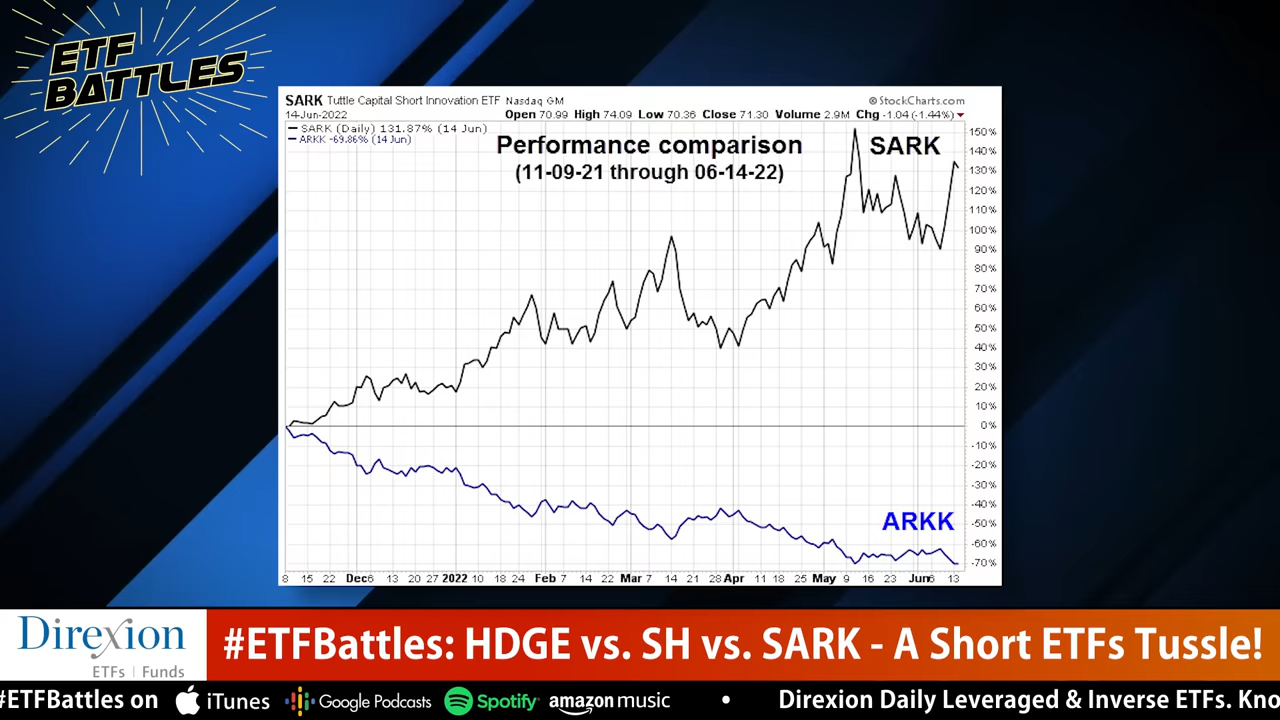 ETF
BATTLES
SARK Tuttle Capital Short Innovation ETF Nasdaq GM
© StockCharts.com
14-Jun-2022
Open 70.99 High 74.09 Low 70.36 Close 71.30 Volume 2.9M Chg -1.04 (-1.44%)
SARK (Daily) 131.87% (14 Jun)
ARKK -69.86% (14 Jun)
Performance comparison
(11-09-21 through 06-14-22)
SARK
150%
140%
130%
120%
110%
100%
90%
80%
70%
60%
50%
40%
30%
20%
10%
0%
-10%
-20%
-30%
-40%
-50%
-60%
-70%
ARKK
8 15 22 Dec 6 13 20 27 2022 10 18 24 Feb 7 14 22 Mar 7 14 21 28 Apr 11 18 25 May 9 16 23 Jun 6 13
Direxion
ETFs | Funds
#ETFBattles: HDGE vs. SH vs. SARK - A Short ETFs Tussle!
#ETFBattles on iTunes Google Podcasts Spotify amazon music • Direxion Daily Leveraged & Inverse ETFs. Kno